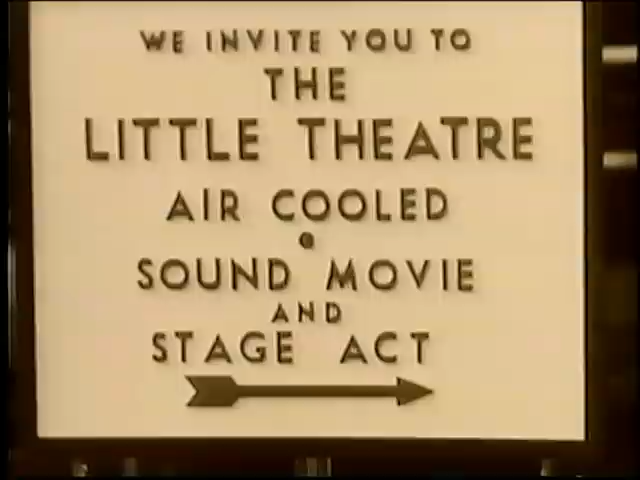 WE INVITE YOU TO
THE
LITTLE THEATRE
AIR COOLED
SOUND MOVIE
AND
STAGE ACT